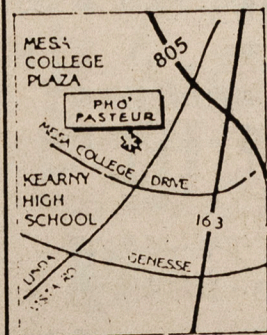 MESA
COLLEGE
PLAZA
805
PHO'
PASTEUR
MESA COLLEGE DRIVE
KEARNY
HIGH
SCHOOL
163
GENESSE
LINDA
VISTA RD